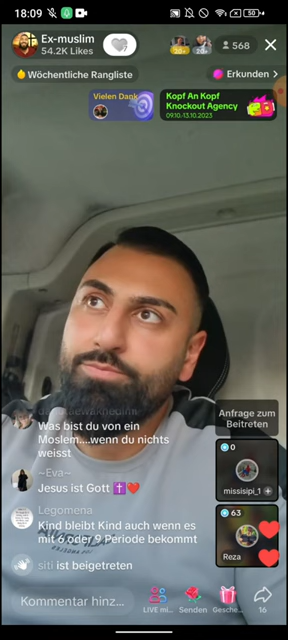 18:09
50
Ex-muslim
54.2K Likes
20+
20+
568
Wöchentliche Rangliste
Erkunden >
Vielen Dank
Kopf An Kopf
Knockout Agency
09.10-13.10.2023
Was bist du von ein
Moslem....wenn du nichts
weisst
~Eva~
Jesus ist Gott ✝️❤️
Legomena
Kind bleibt Kind auch wenn es
mit 6 oder 9 Periode bekommt
siti ist beigetreten
Anfrage zum
Beitreten
0
missisipi_1 +
63
Reza
Kommentar hinz...
LIVE mi...
Senden
Gesche...
16